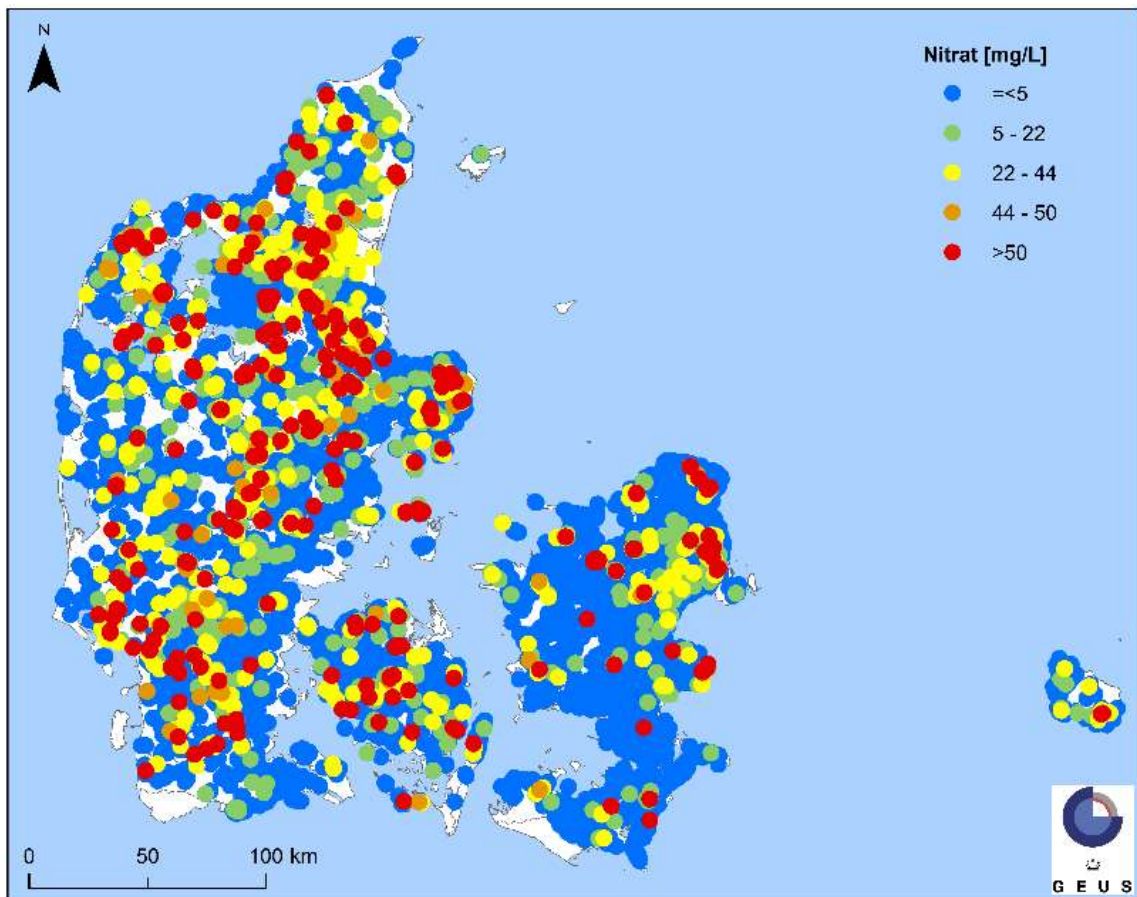 N
Nitrat [mg/L]
=<5
5 - 22
22 - 44
44 - 50
>50
0 50 100 km
G E U S